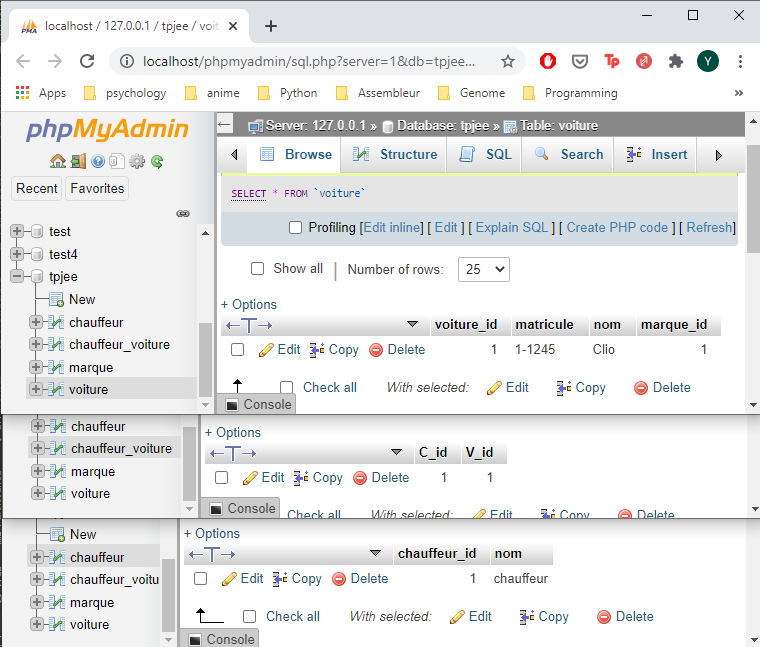 localhost / 127.0.0.1 / tpjee / voit
localhost/phpmyadmin/sql.php?server=1&db=tpjee...
Apps psychology anime Python Assembleur Genome Programming »
phpMyAdmin
Recent Favorites
test
test4
tpjee
New
chauffeur
chauffeur_voiture
marque
voiture
Server: 127.0.0.1 » Database: tpjee » Table: voiture
Browse Structure SQL Search Insert
SELECT * FROM `voiture`
Profiling [Edit inline] [ Edit ] [ Explain SQL ] [ Create PHP code ] [ Refresh]
Show all | Number of rows: 25
+ Options
←T→ voiture_id matricule nom marque_id
Edit Copy Delete 1 1-1245 Clio 1
Check all With selected: Edit Copy Delete
Console
chauffeur
chauffeur_voiture
marque
voiture
+ Options
←T→ C_id V_id
Edit Copy Delete 1 1
Check all With selected: Edit Copy Delete
Console
New
chauffeur
chauffeur_voitu
marque
voiture
+ Options
←T→ chauffeur_id nom
Edit Copy Delete 1 chauffeur
Check all With selected: Edit Copy Delete
Console